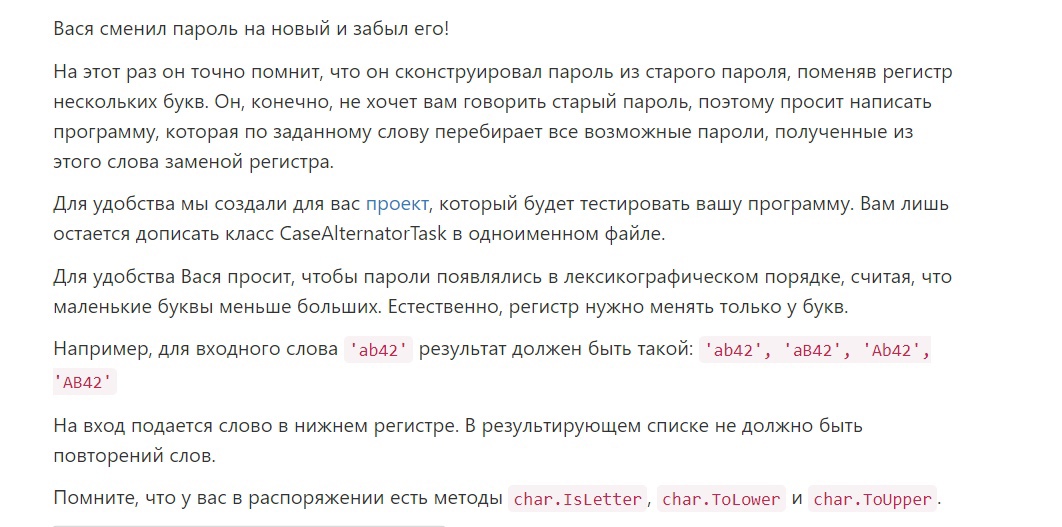 Вася сменил пароль на новый и забыл его!
На этот раз он точно помнит, что он сконструировал пароль из старого пароля, поменяв регистр
нескольких букв. Он, конечно, не хочет вам говорить старый пароль, поэтому просит написать
программу, которая по заданному слову перебирает все возможные пароли, полученные из
этого слова заменой регистра.
Для удобства мы создали для вас проект, который будет тестировать вашу программу. Вам лишь
остается дописать класс CaseAlternatorTask в одноименном файле.
Для удобства Вася просит, чтобы пароли появлялись в лексикографическом порядке, считая, что
маленькие буквы меньше больших. Естественно, регистр нужно менять только у букв.
Например, для входного слова 'ab42' результат должен быть такой: 'ab42', 'aB42', 'Ab42',
'AB42'
На вход подается слово в нижнем регистре. В результирующем списке не должно быть
повторений слов.
Помните, что у вас в распоряжении есть методы char.IsLetter, char.ToLower и char.ToUpper.